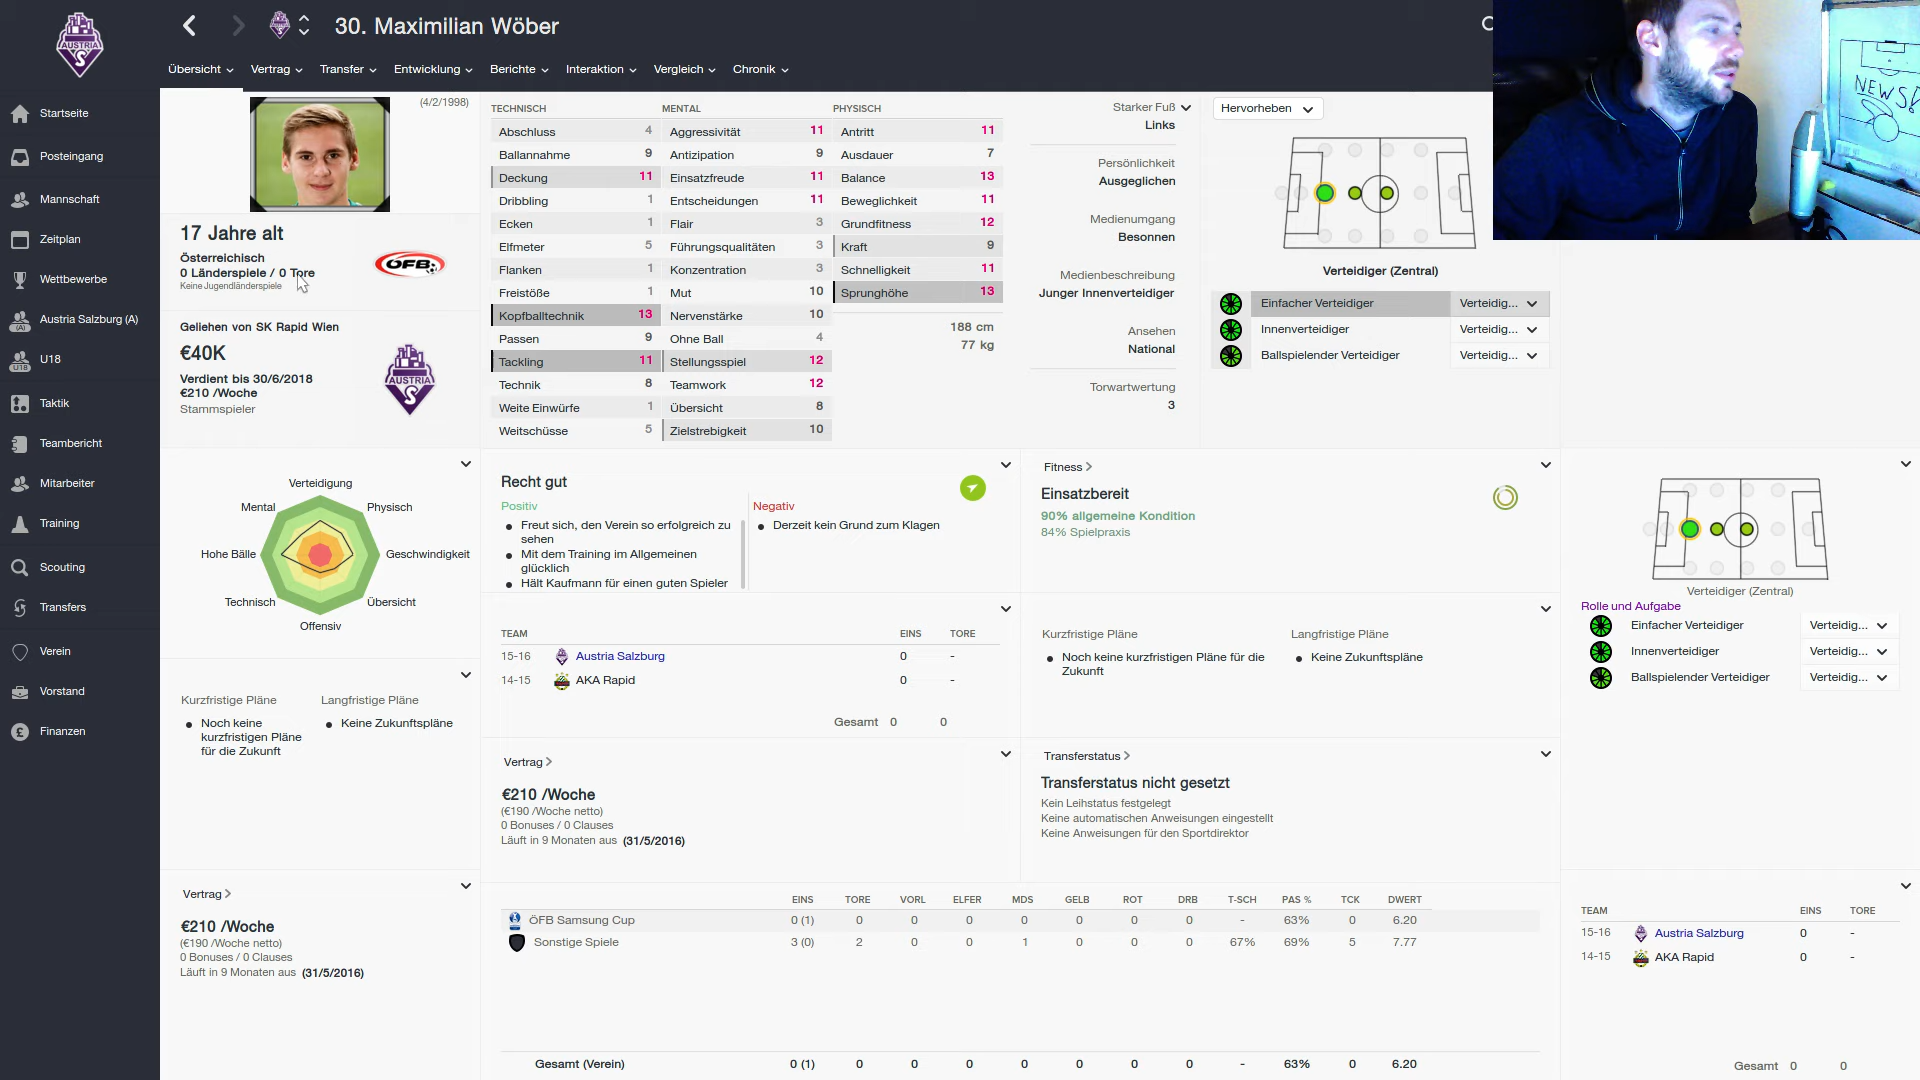 AUSTRIA
S
30. Maximilian Wöber
Übersicht
Vertrag
Transfer
Entwicklung
Berichte
Interaktion
Vergleich
Chronik
Startseite
Posteingang
Mannschaft
Zeitplan
Wettbewerbe
Austria Salzburg (A)
U18
Taktik
Teambericht
Mitarbeiter
Training
Scouting
Transfers
Verein
Vorstand
Finanzen
(4/2/1998)
17 Jahre alt
Österreichisch
0 Länderspiele / 0 Tore
Keine Jugendländerspiele
ÖFB
Geliehen von SK Rapid Wien
€40K
Verdient bis 30/6/2018
€210 /Woche
Stammspieler
AUSTRIA
S
TECHNISCH
Abschluss 4
Ballannahme 9
Deckung 11
Dribbling 1
Ecken 1
Elfmeter 5
Flanken 1
Freistöße 1
Kopfballtechnik 13
Passen 9
Tackling 11
Technik 8
Weite Einwürfe 1
Weitschüsse 5
MENTAL
Aggressivität 11
Antizipation 9
Einsatzfreude 11
Entscheidungen 11
Flair 3
Führungsqualitäten 3
Konzentration 3
Mut 10
Nervenstärke 10
Ohne Ball 4
Stellungsspiel 12
Teamwork 12
Übersicht 8
Zielstrebigkeit 10
PHYSISCH
Antritt 11
Ausdauer 7
Balance 13
Beweglichkeit 11
Grundfitness 12
Kraft 9
Schnelligkeit 11
Sprunghöhe 13
188 cm
77 kg
Starker Fuß
Links
Persönlichkeit
Ausgeglichen
Medienumgang
Besonnen
Medienbeschreibung
Junger Innenverteidiger
Ansehen
National
Torwartwertung
3
Hervorheben
Verteidiger (Zentral)
Einfacher Verteidiger Verteidig...
Innenverteidiger Verteidig...
Ballspielender Verteidiger Verteidig...
NEWS!
Verteidigung
Mental
Physisch
Hohe Bälle
Geschwindigkeit
Technisch
Übersicht
Offensiv
Recht gut
Positiv
Freut sich, den Verein so erfolgreich zu
sehen
Mit dem Training im Allgemeinen
glücklich
Hält Kaufmann für einen guten Spieler
Negativ
Derzeit kein Grund zum Klagen
Fitness
Einsatzbereit
90% allgemeine Kondition
84% Spielpraxis
Verteidiger (Zentral)
Rolle und Aufgabe
Einfacher Verteidiger Verteidig...
Innenverteidiger Verteidig...
Ballspielender Verteidiger Verteidig...
TEAM EINS TORE
15-16 Austria Salzburg 0 -
14-15 AKA Rapid 0 -
Gesamt 0 0
Kurzfristige Pläne
Noch keine kurzfristigen Pläne für die
Zukunft
Langfristige Pläne
Keine Zukunftspläne
Kurzfristige Pläne
Noch keine
kurzfristigen Pläne
für die Zukunft
Langfristige Pläne
Keine Zukunftspläne
Vertrag
€210 /Woche
(€190 /Woche netto)
0 Bonuses / 0 Clauses
Läuft in 9 Monaten aus (31/5/2016)
Transferstatus
Transferstatus nicht gesetzt
Kein Leihstatus festgelegt
Keine automatischen Anweisungen eingestellt
Keine Anweisungen für den Sportdirektor
Vertrag
€210 /Woche
(€190 /Woche netto)
0 Bonuses / 0 Clauses
Läuft in 9 Monaten aus (31/5/2016)
EINS TORE VORL ELFER MDS GELB ROT DRB T-SCH PAS % TCK DWERT
ÖFB Samsung Cup 0 (1) 0 0 0 0 0 0 0 - 63% 0 6.20
Sonstige Spiele 3 (0) 2 0 0 1 0 0 0 67% 69% 5 7.77
Gesamt (Verein) 0 (1) 0 0 0 0 0 0 0 - 63% 0 6.20
TEAM EINS TORE
15-16 Austria Salzburg 0 -
14-15 AKA Rapid 0 -
Gesamt 0 0